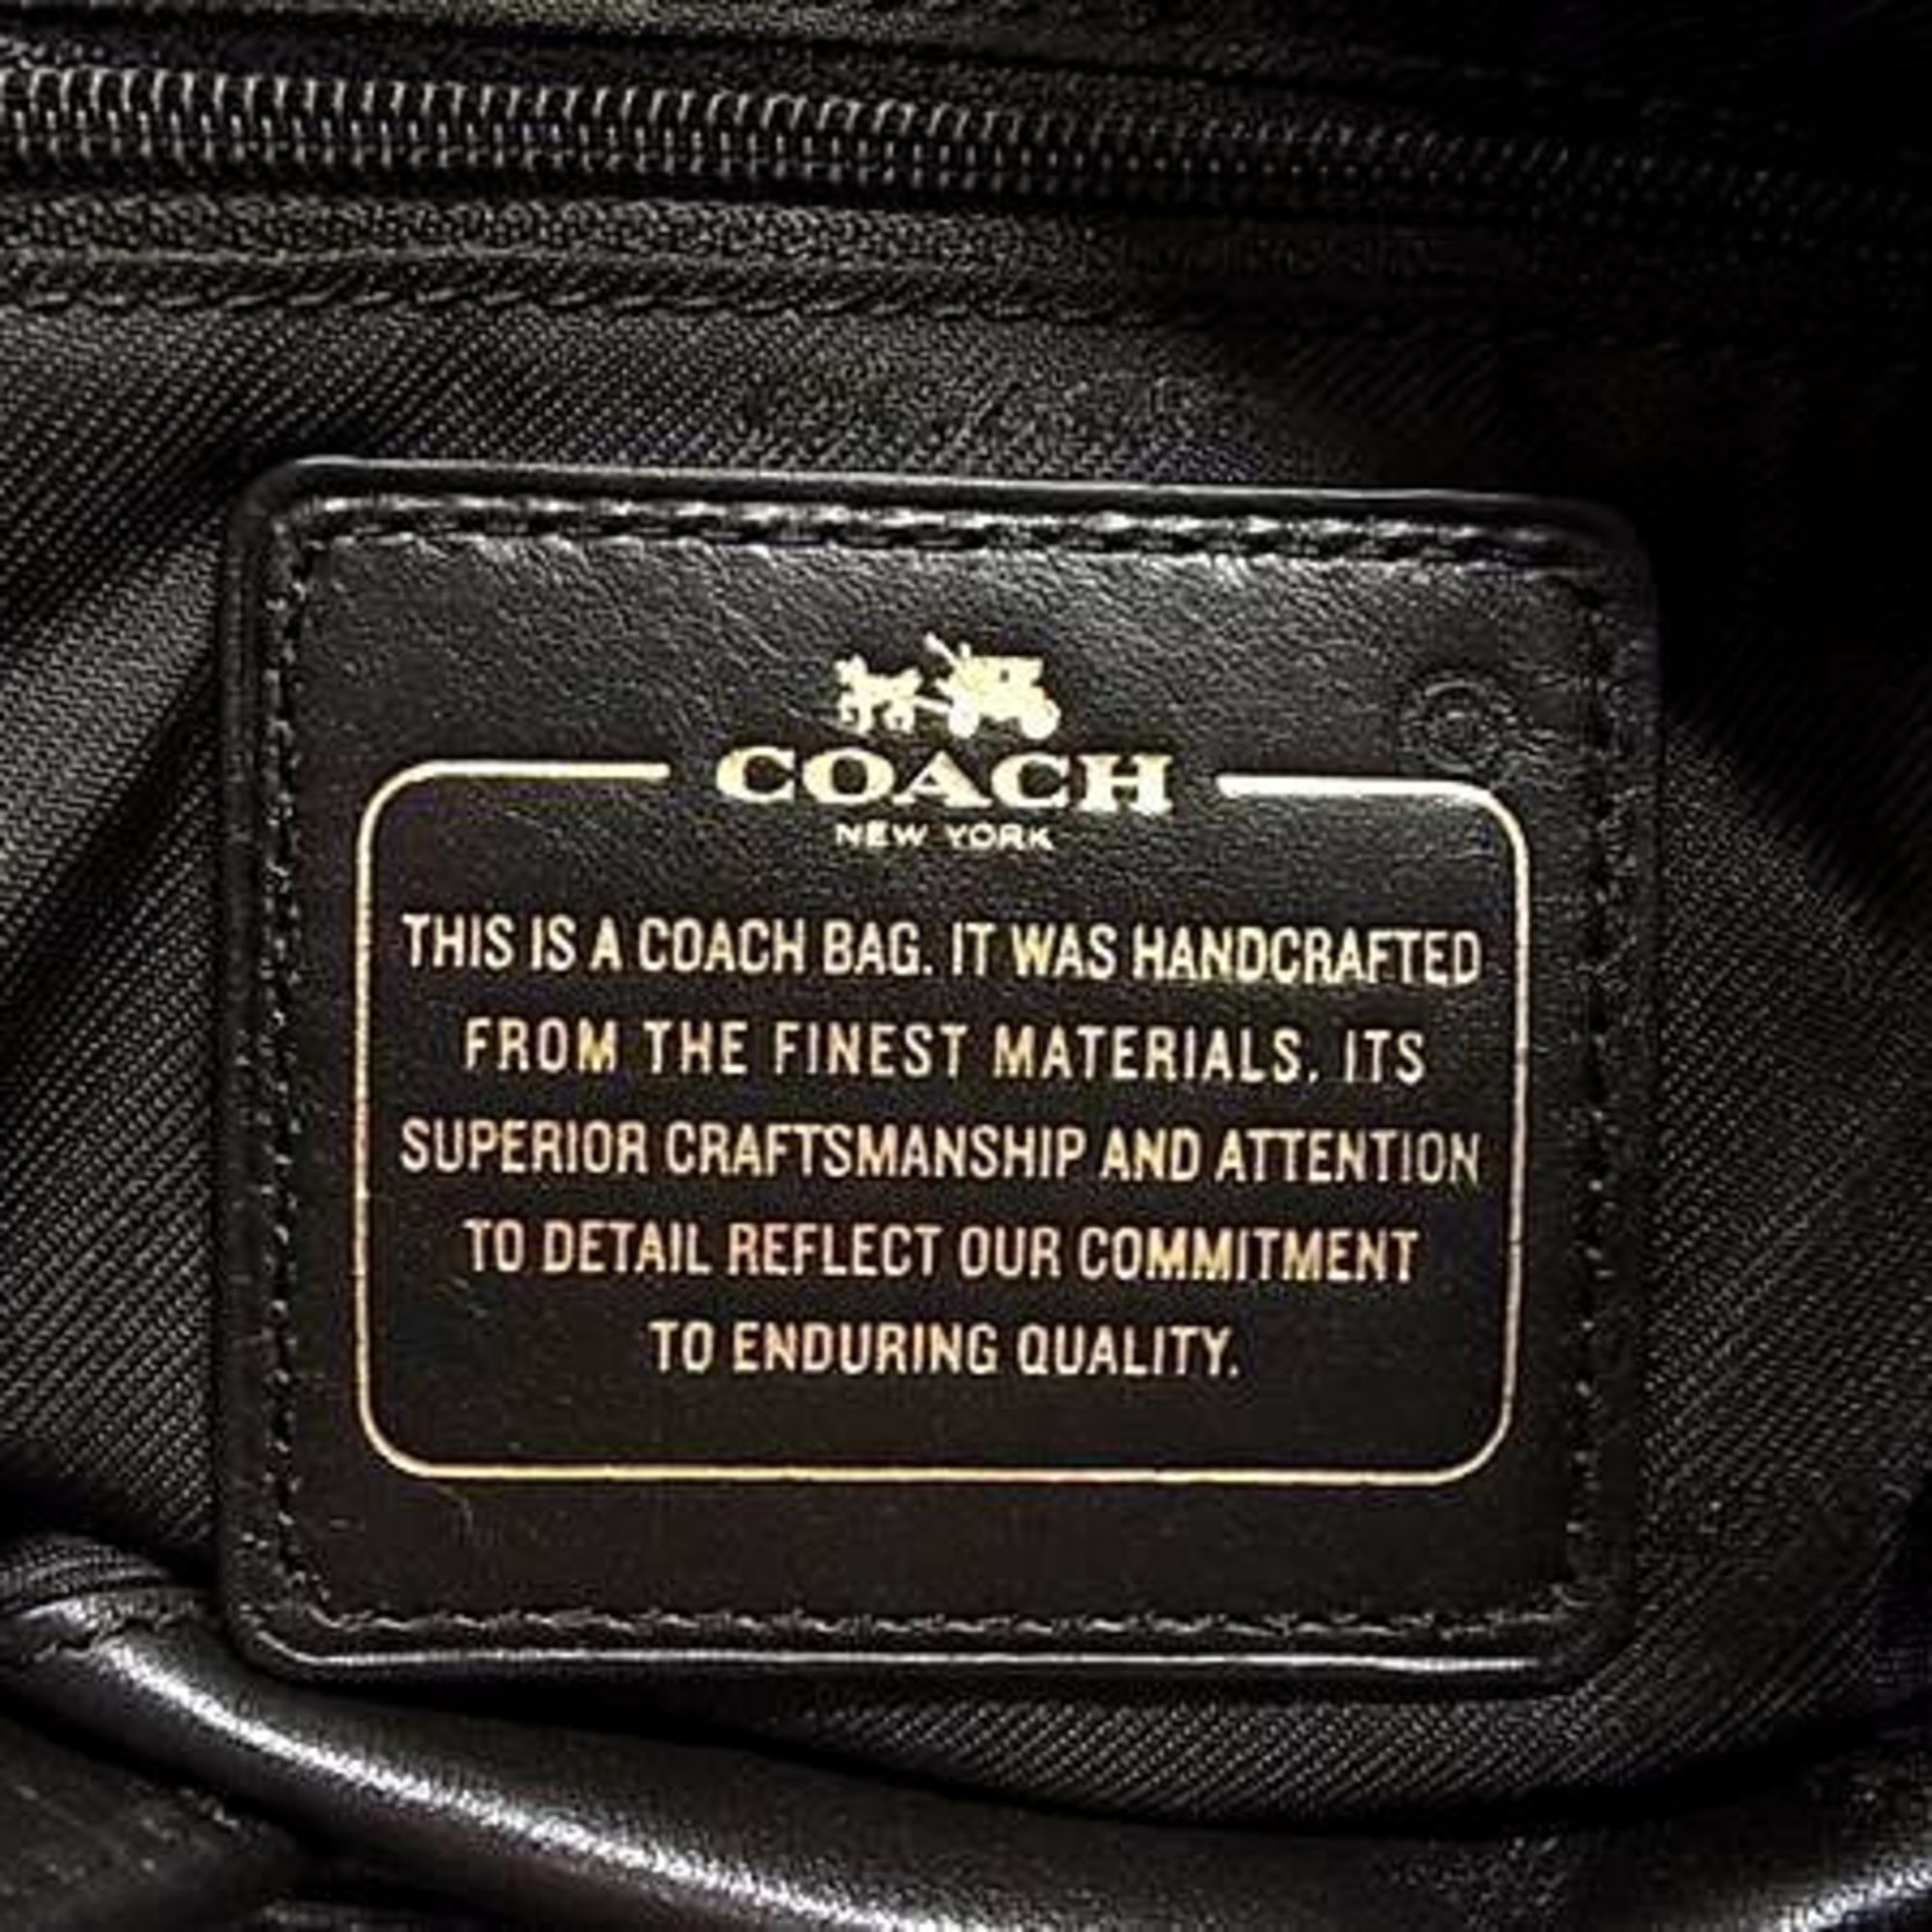 COACH
NEW YORK
THIS IS A COACH BAG. IT WAS HANDCRAFTED
FROM THE FINEST MATERIALS. ITS
SUPERIOR CRAFTSMANSHIP AND ATTENTION
TO DETAIL REFLECT OUR COMMITMENT
TO ENDURING QUALITY.